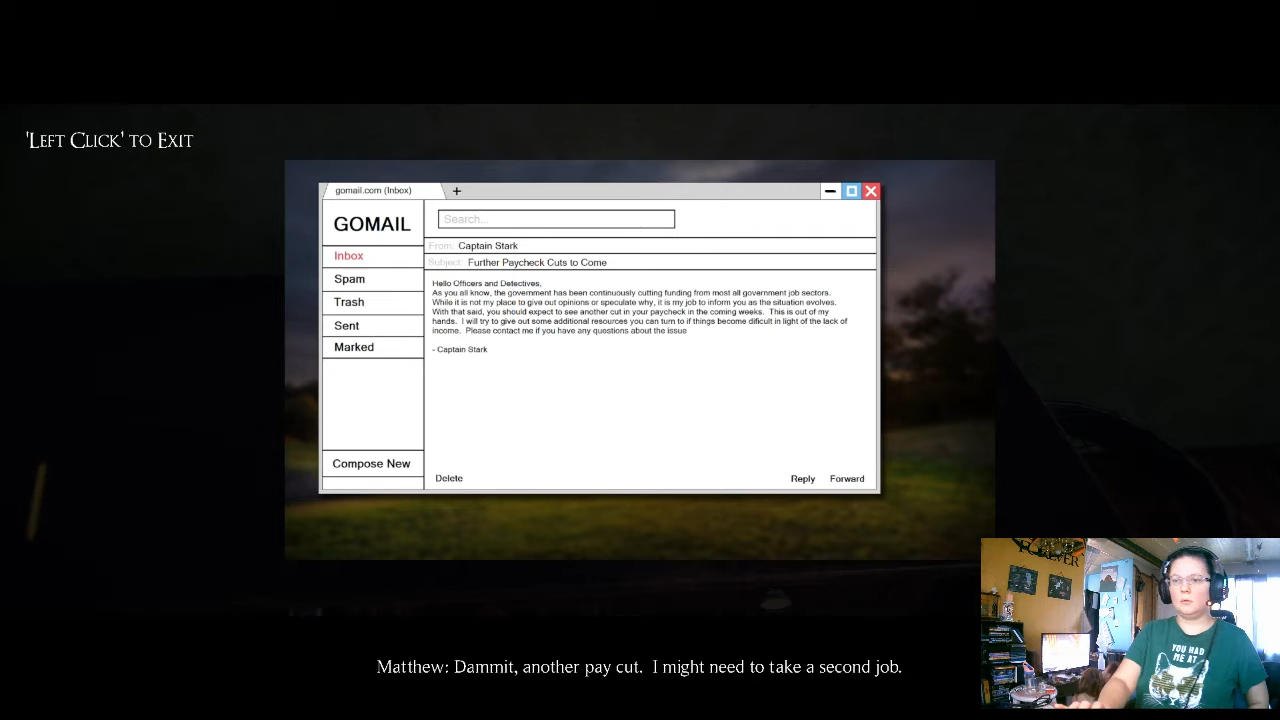 'Left Click' to Exit
gomail.com (Inbox)
+
GOMAIL
Search...
Inbox
Spam
Trash
Sent
Marked
Compose New
From: Captain Stark
Subject: Further Paycheck Cuts to Come
Hello Officers and Detectives,
As you all know, the government has been continuously cutting funding from most all government job sectors.
While it is not my place to give out opinions or speculate why, it is my job to inform you as the situation evolves.
With that said, you should expect to see another cut in your paycheck in the coming weeks. This is out of my
hands. I will try to give out some additional resources you can turn to if things become dificult in light of the lack of
income. Please contact me if you have any questions about the issue
- Captain Stark
Delete
Reply Forward
FOREVER
YOU HAD
ME AT
Matthew: Dammit, another pay cut. I might need to take a second job.